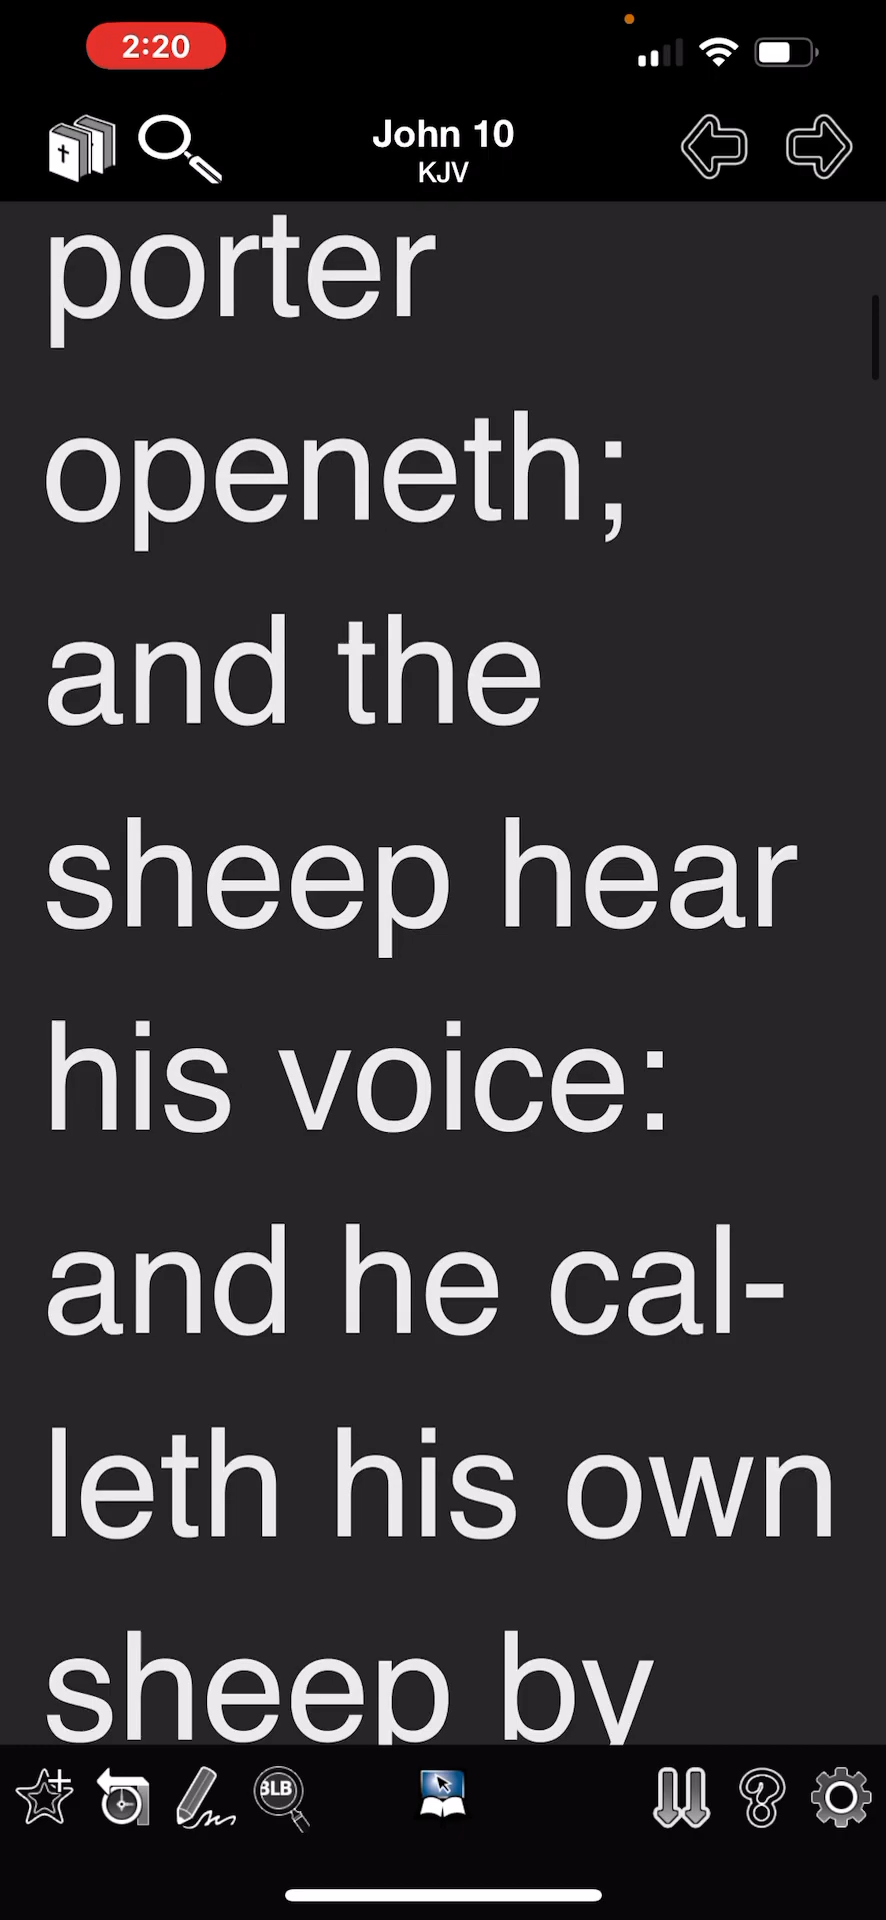 2:20
John 10
KJV
porter
openeth;
and the
sheep hear
his voice:
and he cal-
leth his own
sheep by
BLB